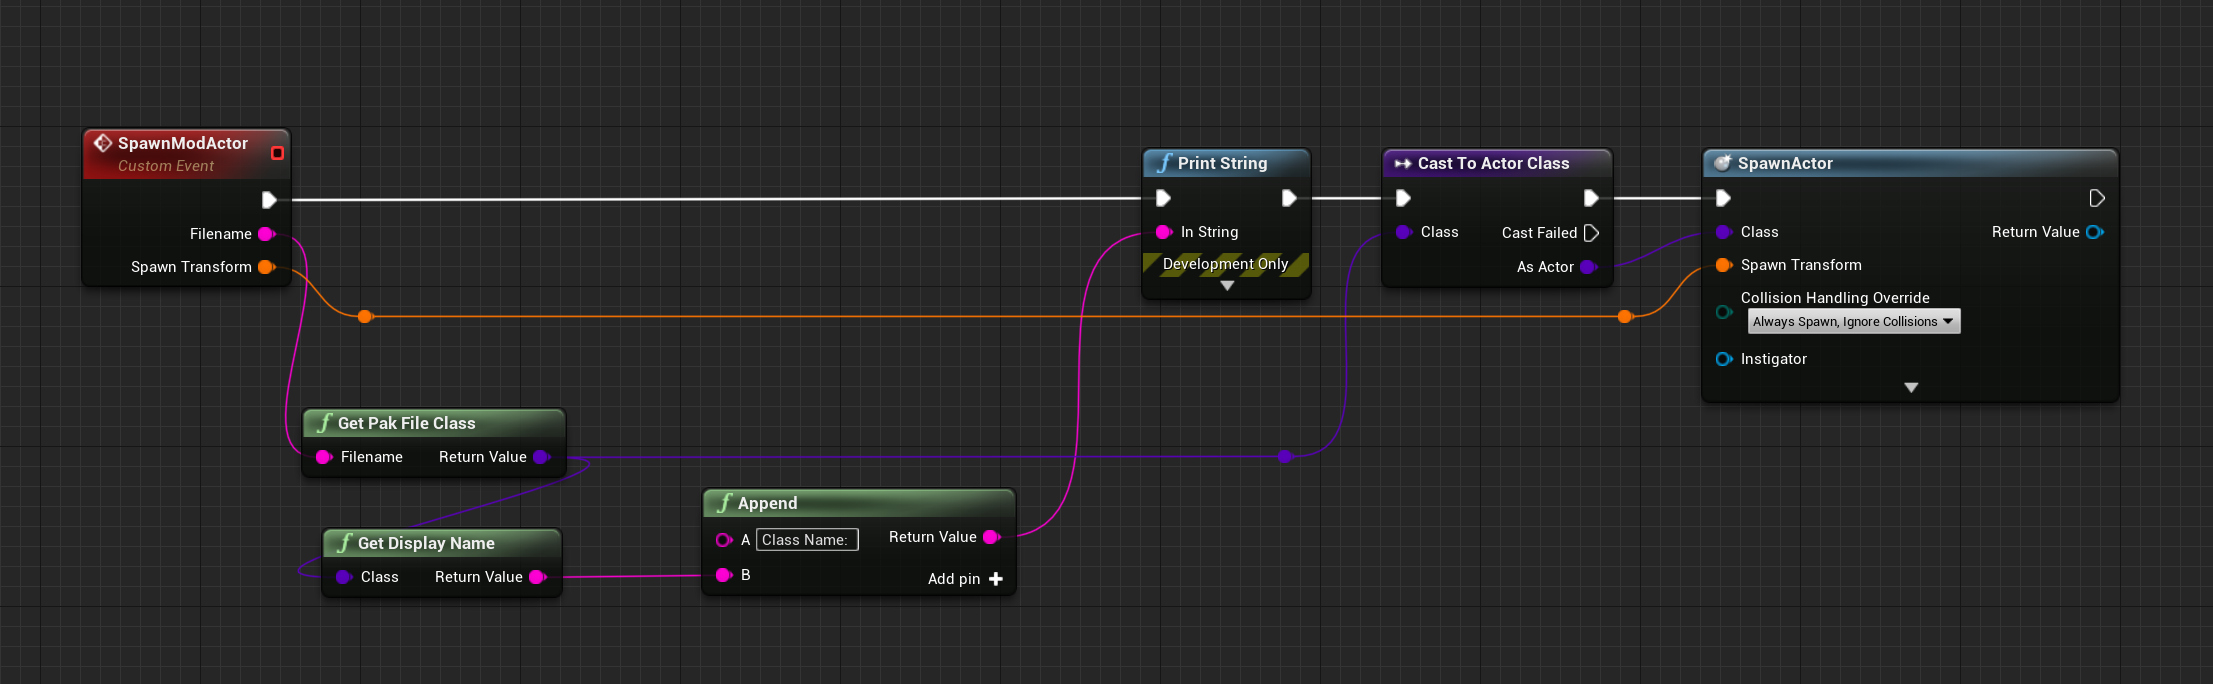 SpawnModActor
Custom Event
Filename
Spawn Transform
Print String
In String
Development Only
Cast To Actor Class
Class
Cast Failed
As Actor
SpawnActor
Class
Return Value
Spawn Transform
Collision Handling Override
Always Spawn, Ignore Collisions
Instigator
Get Pak File Class
Filename
Return Value
Get Display Name
Class
Return Value
Append
A
Class Name:
Return Value
B
Add pin